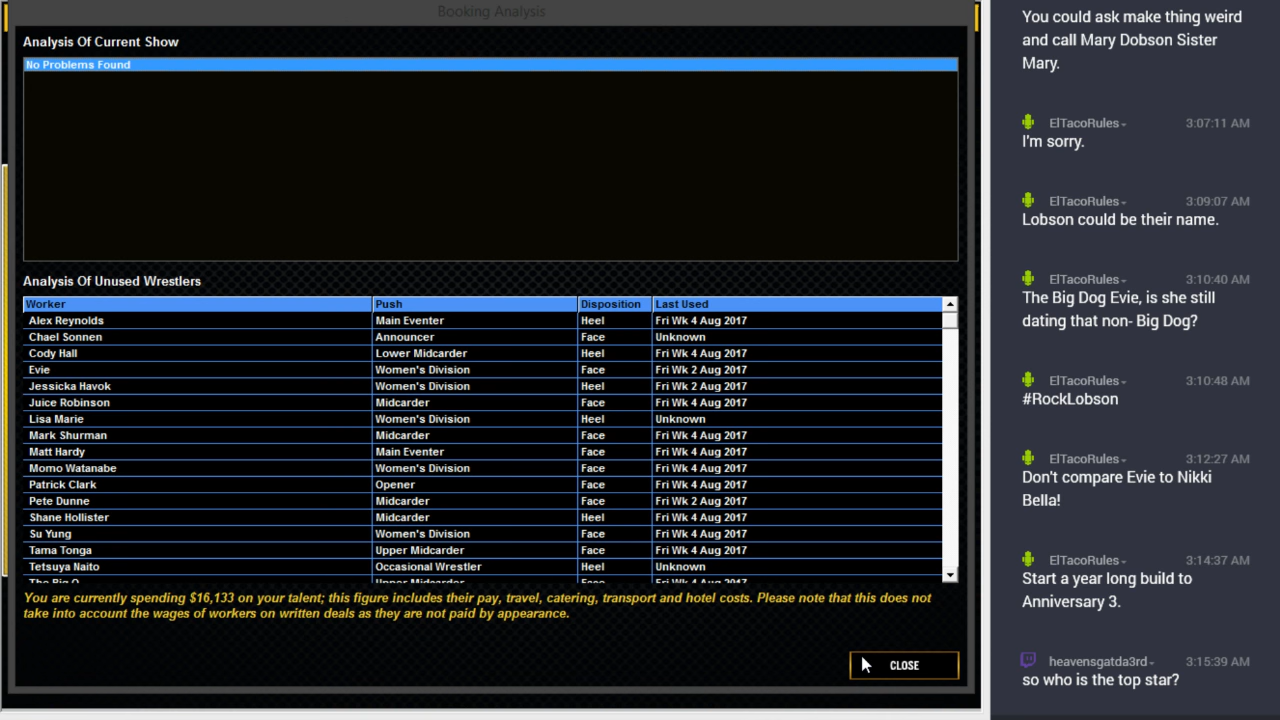 Booking Analysis
Analysis Of Current Show
No Problems Found
Analysis Of Unused Wrestlers
Worker Push Disposition Last Used
Alex Reynolds Main Eventer Heel Fri Wk 4 Aug 2017
Chael Sonnen Announcer Face Unknown
Cody Hall Lower Midcarder Heel Fri Wk 4 Aug 2017
Evie Women's Division Face Fri Wk 2 Aug 2017
Jessicka Havok Women's Division Heel Fri Wk 2 Aug 2017
Juice Robinson Midcarder Face Fri Wk 4 Aug 2017
Lisa Marie Women's Division Heel Unknown
Mark Shurman Midcarder Face Fri Wk 4 Aug 2017
Matt Hardy Main Eventer Face Fri Wk 4 Aug 2017
Momo Watanabe Women's Division Face Fri Wk 4 Aug 2017
Patrick Clark Opener Face Fri Wk 4 Aug 2017
Pete Dunne Midcarder Face Fri Wk 2 Aug 2017
Shane Hollister Midcarder Heel Fri Wk 4 Aug 2017
Su Yung Women's Division Face Fri Wk 4 Aug 2017
Tama Tonga Upper Midcarder Face Fri Wk 4 Aug 2017
Tetsuya Naito Occasional Wrestler Heel Unknown
The Big O Upper Midcarder Face Fri Wk 4 Aug 2017
You are currently spending $16,133 on your talent; this figure includes their pay, travel, catering, transport and hotel costs. Please note that this does not
take into account the wages of workers on written deals as they are not paid by appearance.
CLOSE
You could ask make thing weird
and call Mary Dobson Sister
Mary.
ElTacoRules 3:07:11 AM
I'm sorry.
ElTacoRules 3:09:07 AM
Lobson could be their name.
ElTacoRules 3:10:40 AM
The Big Dog Evie, is she still
dating that non- Big Dog?
ElTacoRules 3:10:48 AM
#RockLobson
ElTacoRules 3:12:27 AM
Don't compare Evie to Nikki
Bella!
ElTacoRules 3:14:37 AM
Start a year long build to
Anniversary 3.
heavensgatda3rd 3:15:39 AM
so who is the top star?